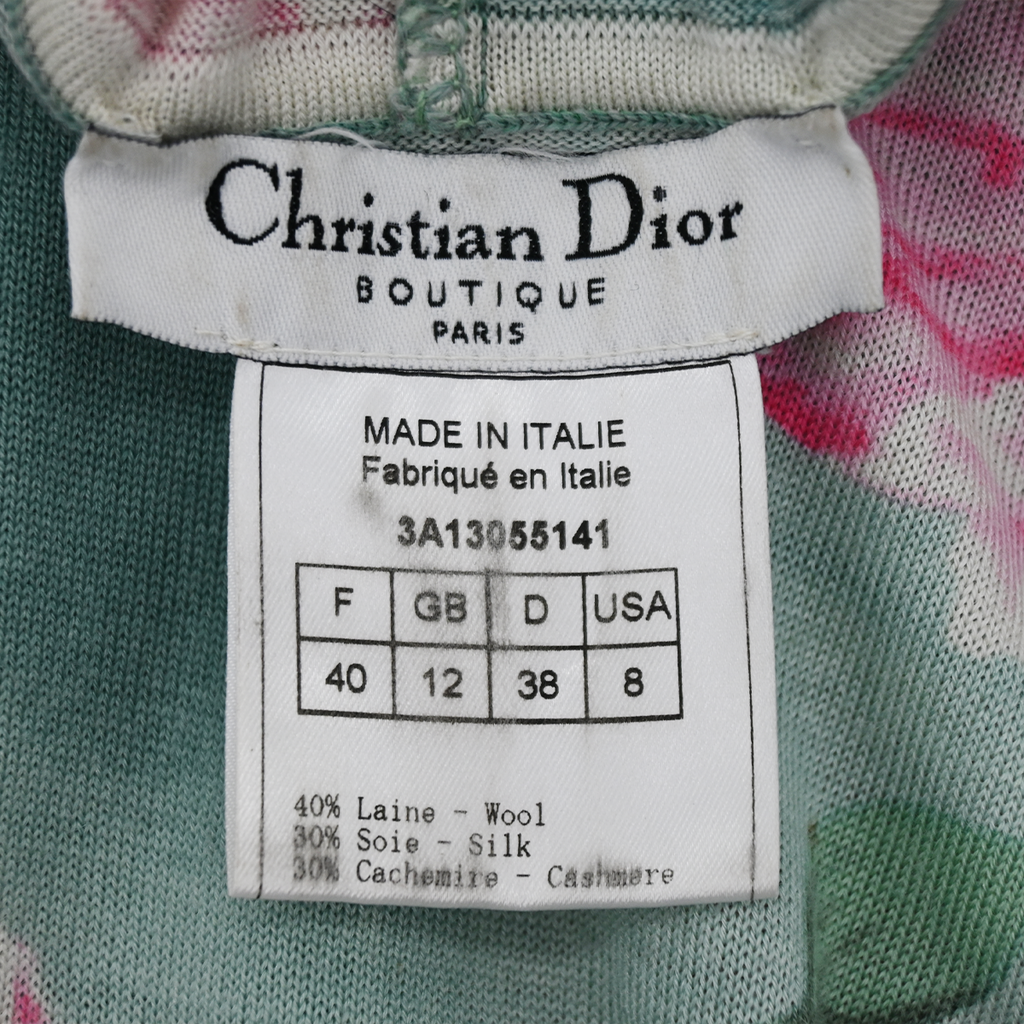 Christian Dior
BOUTIQUE
PARIS
MADE IN ITALIE
Fabriqué en Italie
3A13055141
F GB D USA
40 12 38 8
40% Laine - Wool
30% Soie - Silk
30% Cachemire - Cashmere